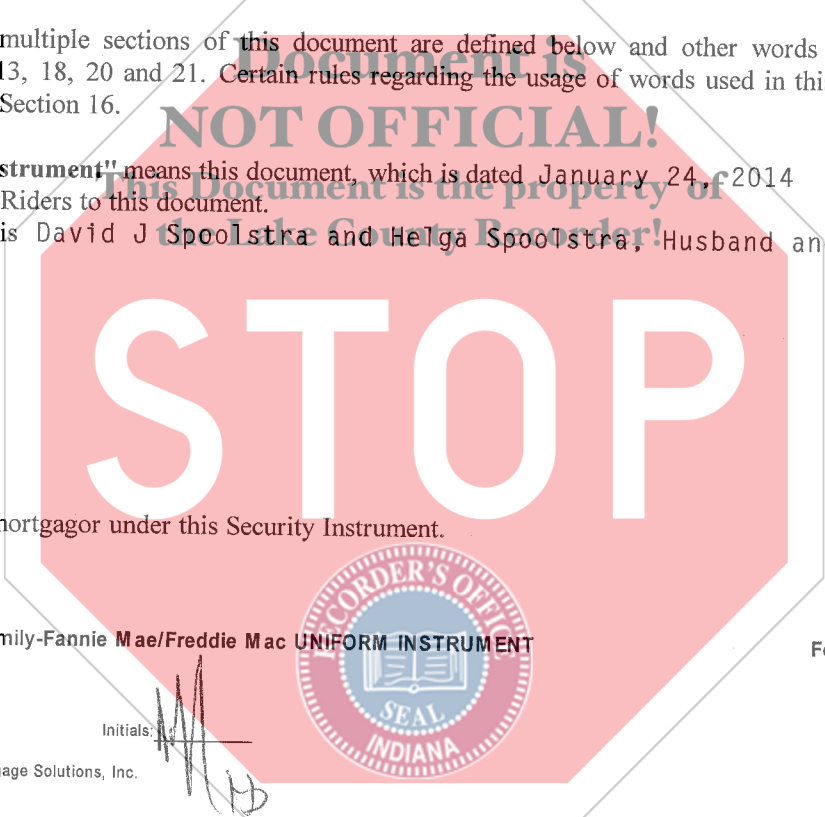 multiple sections of this document are defined below and other words
13, 18, 20 and 21. Certain rules regarding the usage of words used in thi
Section 16.
Document is
NOT OFFICIAL!
This Document is the property of
the Lake County Recorder!
strument" means this document, which is dated January 24, 2014
Riders to this document.
is David J Spoolstra and Helga Spoolstra, Husband an
STOP
mortgagor under this Security Instrument.
RECORDER'S OFFIC
SEAL
INDIANA
mily-Fannie Mae/Freddie Mac UNIFORM INSTRUMENT
Fo
Initials:
gage Solutions, Inc.